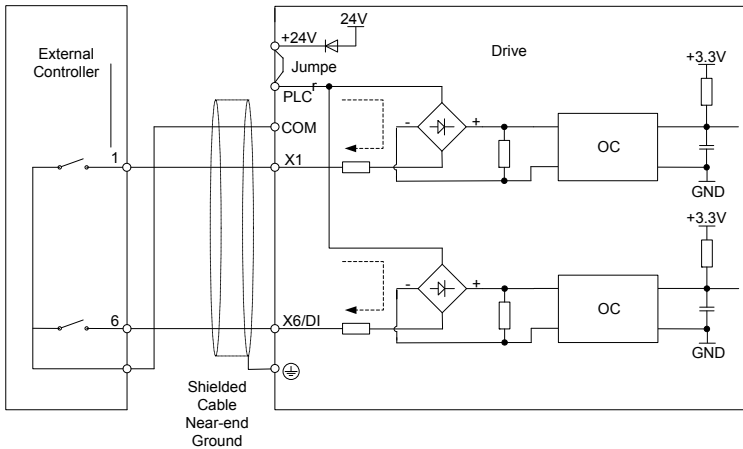 24V
+24V
External
Controller
Drive
+3.3V
Jumpe
r
PLC
- +
COM
OC
1
X1
GND
+3.3V
- +
OC
6
X6/DI
GND
Shielded
Cable
Near-end
Ground